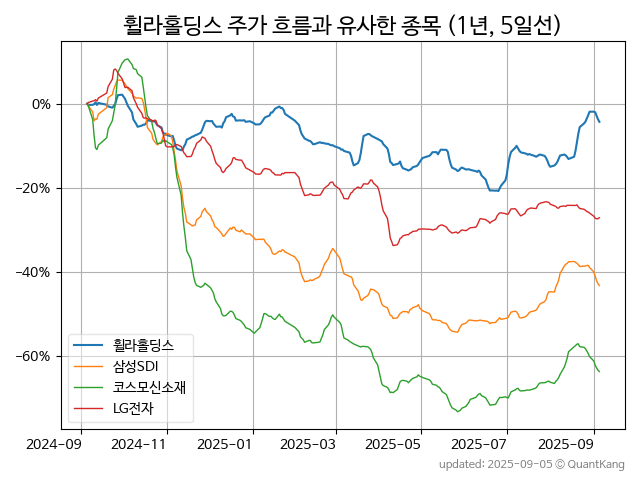 휠라홀딩스 주가 흐름과 유사한 종목 (1년, 5일선)
0%
−20%
−40%
−60%
휠라홀딩스
삼성SDI
코스모신소재
LG전자
2024-09 2024-11 2025-01 2025-03 2025-05 2025-07 2025-09
updated: 2025-09-05 © QuantKang